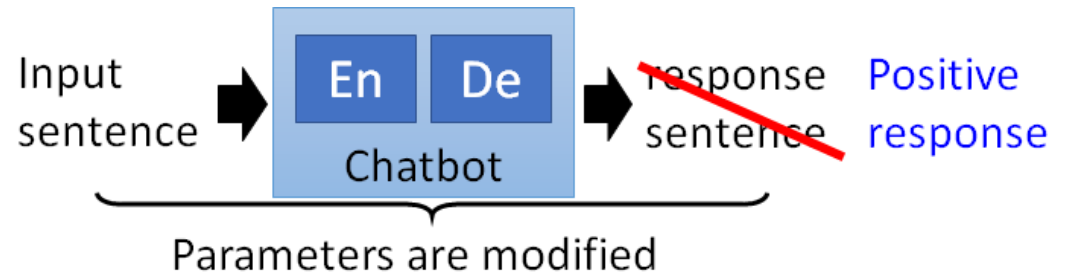 Input
sentence
En
De
Chatbot
response
sentence
Positive
response
Parameters are modified